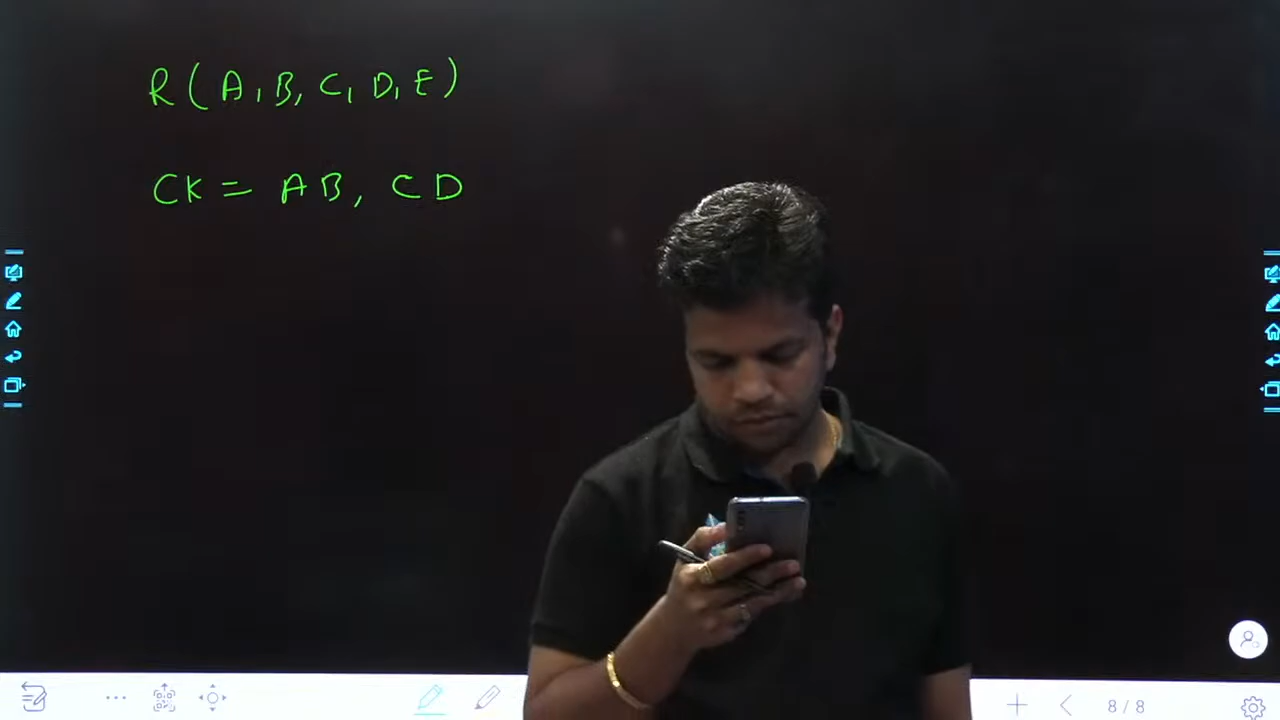 R(A,B,C,D,E)
CK = AB, CD
8/8